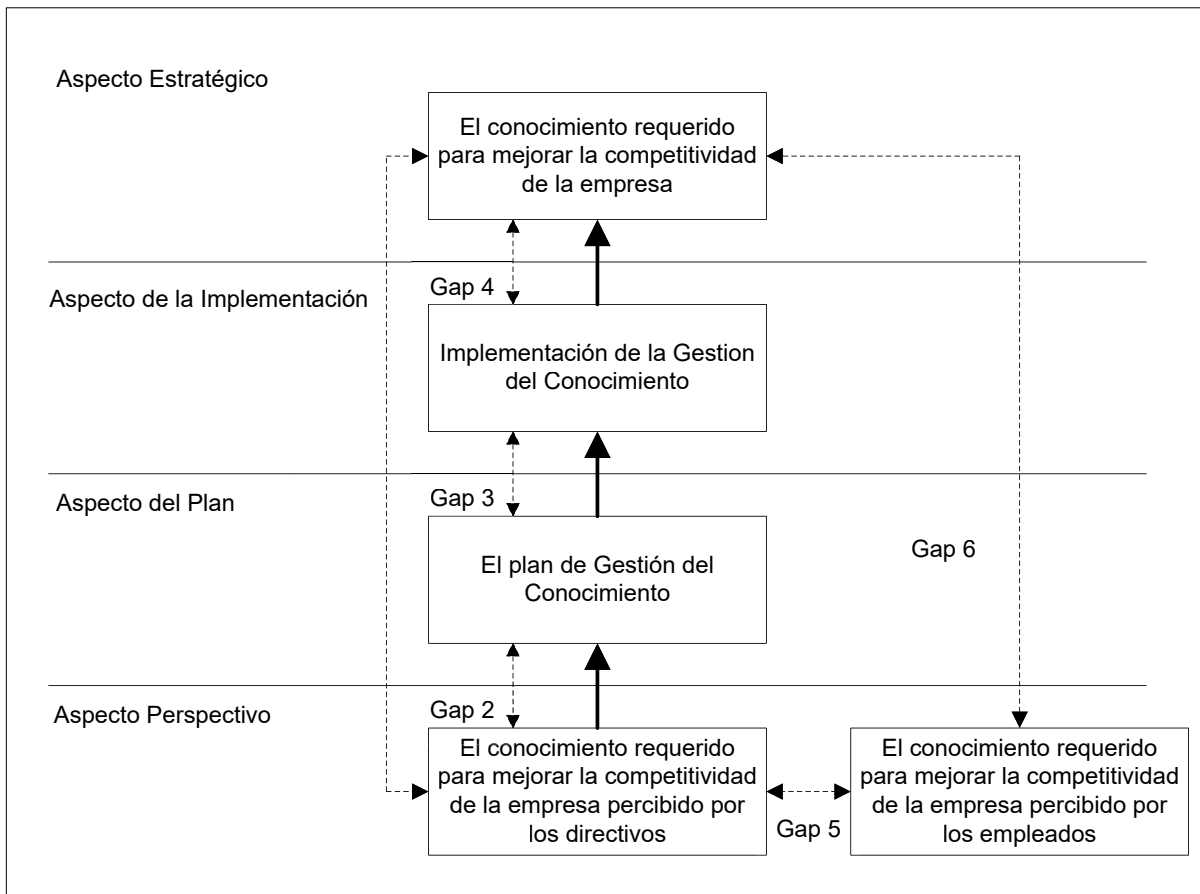 Aspecto Estratégico
El conocimiento requerido
para mejorar la competitividad
de la empresa
Gap 4
Aspecto de la Implementación
Implementación de la Gestion
del Conocimiento
Gap 3
Aspecto del Plan
El plan de Gestión del
Conocimiento
Gap 6
Gap 2
Aspecto Perspectivo
El conocimiento requerido
para mejorar la competitividad
de la empresa percibido por
los directivos
Gap 5
El conocimiento requerido
para mejorar la competitividad
de la empresa percibido por
los empleados